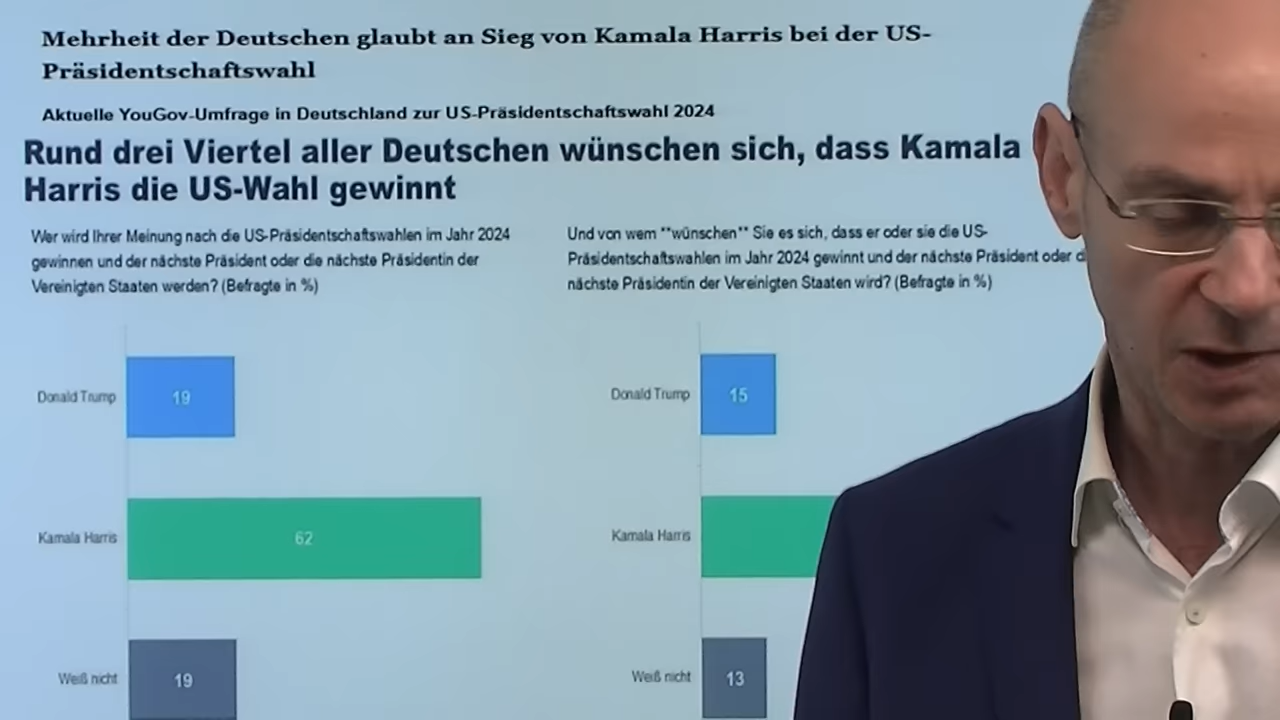 Mehrheit der Deutschen glaubt an Sieg von Kamala Harris bei der US-
Präsidentschaftswahl
Aktuelle YouGov-Umfrage in Deutschland zur US-Präsidentschaftswahl 2024
Rund drei Viertel aller Deutschen wünschen sich, dass Kamala
Harris die US-Wahl gewinnt
Wer wird Ihrer Meinung nach die US-Präsidentschaftswahlen im Jahr 2024
gewinnen und der nächste Präsident oder die nächste Präsidentin der
Vereinigten Staaten werden? (Befragte in %)
Und von wem **wünschen** Sie es sich, dass er oder sie die US-
Präsidentschaftswahlen im Jahr 2024 gewinnt und der nächste Präsident oder
nächste Präsidentin der Vereinigten Staaten wird? (Befragte in %)
Donald Trump 19
Kamala Harris 62
Weiß nicht 19
Donald Trump 15
Kamala Harris
Weiß nicht 13